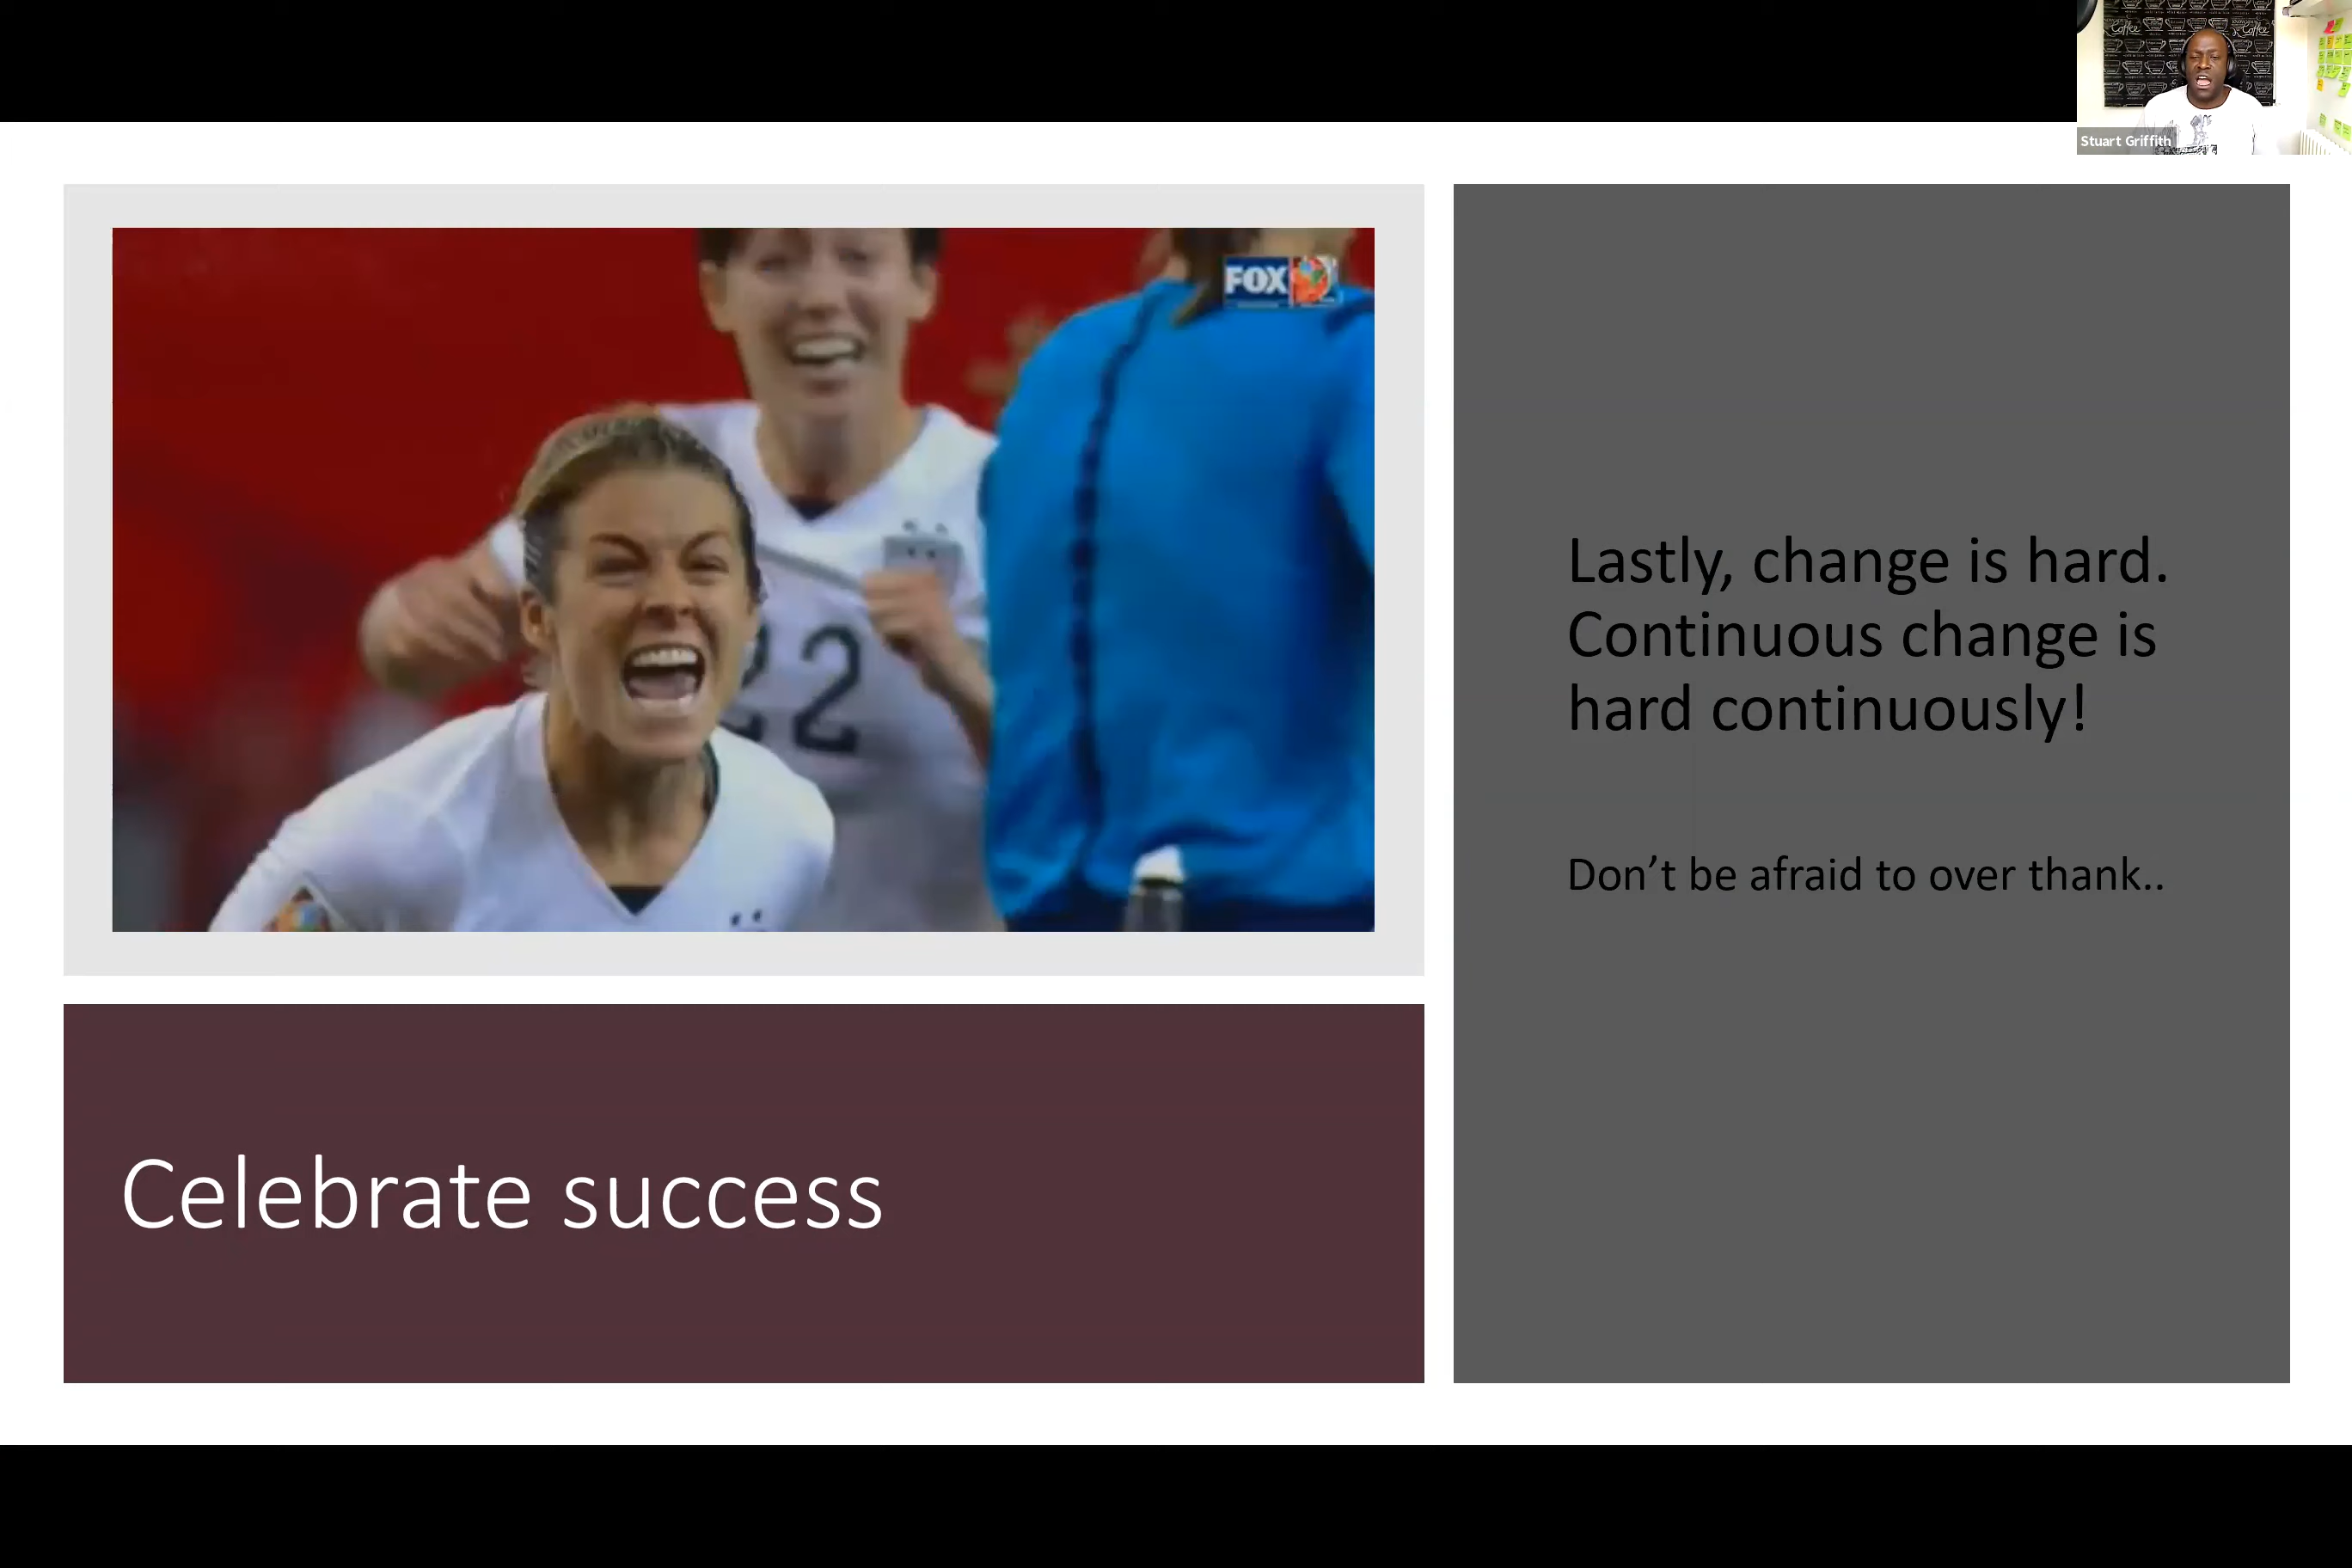 Stuart Griffith
FOX
22
Lastly, change is hard.
Continuous change is
hard continuously!
Don’t be afraid to over thank..
Celebrate success